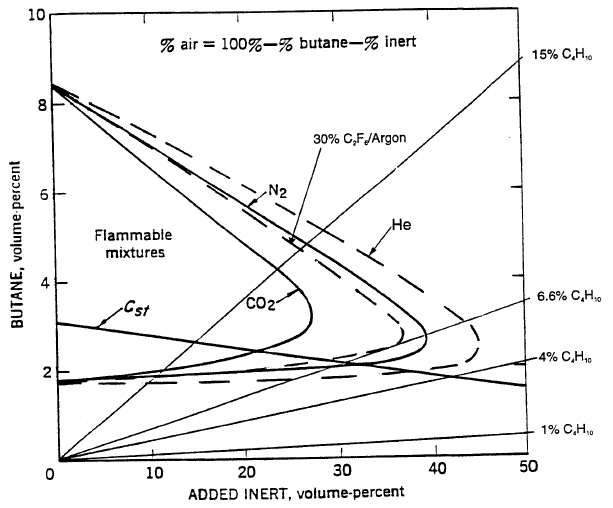 10
% air = 100%–% butane–% inert
15% C₄H₁₀
8
30% C₂F₆/Argon
N2
6
He
Flammable
mixtures
BUTANE, volume-percent
4
CO2
Cst
6.6% C₄H₁₀
2
4% C₄H₁₀
1% C₄H₁₀
0
0 10 20 30 40 50
ADDED INERT, volume-percent